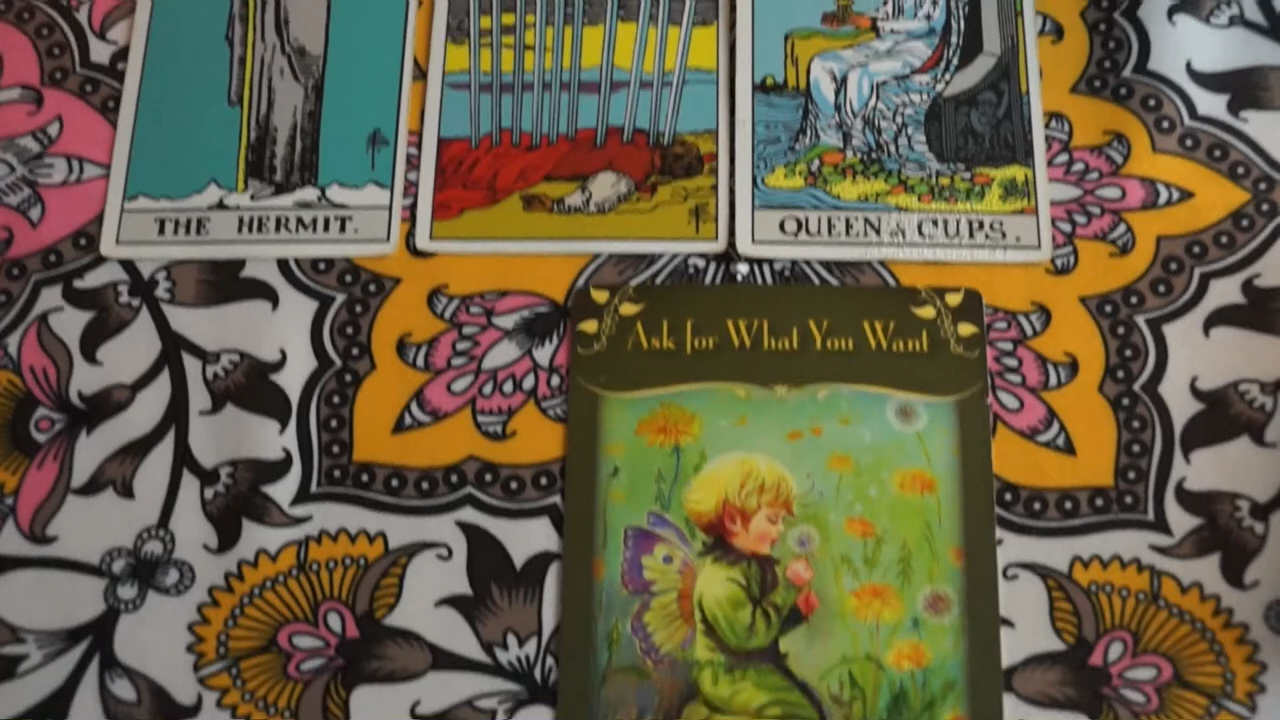 THE HERMIT.
QUEEN of CUPS.
Ask for What You Want